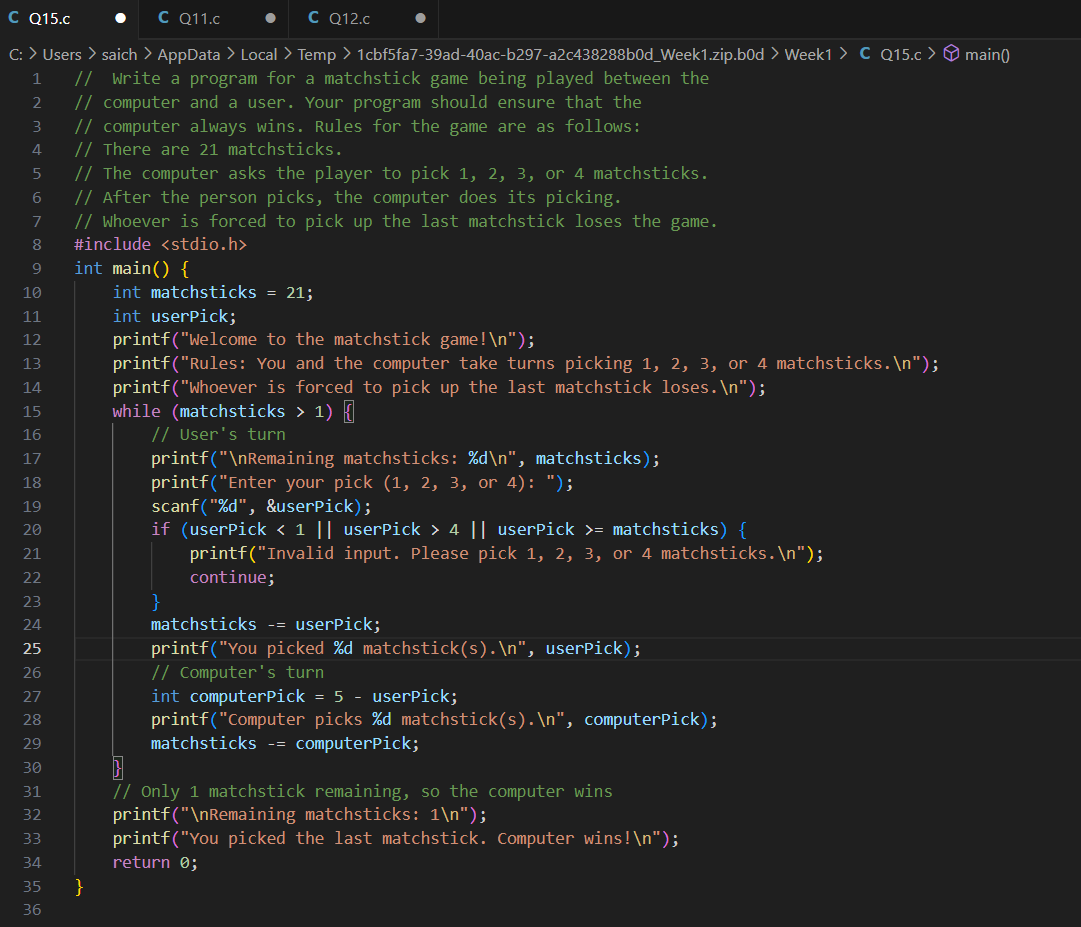 Q15.c Q11.c Q12.c
C: > Users > saich > AppData > Local > Temp > 1cbf5fa7-39ad-40ac-b297-a2c438288b0d_Week1.zip.b0d > Week1 > C Q15.c > main()
1 //  Write a program for a matchstick game being played between the
2 // computer and a user. Your program should ensure that the
3 // computer always wins. Rules for the game are as follows:
4 // There are 21 matchsticks.
5 // The computer asks the player to pick 1, 2, 3, or 4 matchsticks.
6 // After the person picks, the computer does its picking.
7 // Whoever is forced to pick up the last matchstick loses the game.
8 #include <stdio.h>
9 int main() {
10     int matchsticks = 21;
11     int userPick;
12     printf("Welcome to the matchstick game!\n");
13     printf("Rules: You and the computer take turns picking 1, 2, 3, or 4 matchsticks.\n");
14     printf("Whoever is forced to pick up the last matchstick loses.\n");
15     while (matchsticks > 1) {
16         // User's turn
17         printf("\nRemaining matchsticks: %d\n", matchsticks);
18         printf("Enter your pick (1, 2, 3, or 4): ");
19         scanf("%d", &userPick);
20         if (userPick < 1 || userPick > 4 || userPick >= matchsticks) {
21             printf("Invalid input. Please pick 1, 2, 3, or 4 matchsticks.\n");
22             continue;
23         }
24         matchsticks -= userPick;
25         printf("You picked %d matchstick(s).\n", userPick);
26         // Computer's turn
27         int computerPick = 5 - userPick;
28         printf("Computer picks %d matchstick(s).\n", computerPick);
29         matchsticks -= computerPick;
30     }
31     // Only 1 matchstick remaining, so the computer wins
32     printf("\nRemaining matchsticks: 1\n");
33     printf("You picked the last matchstick. Computer wins!\n");
34     return 0;
35 }
36